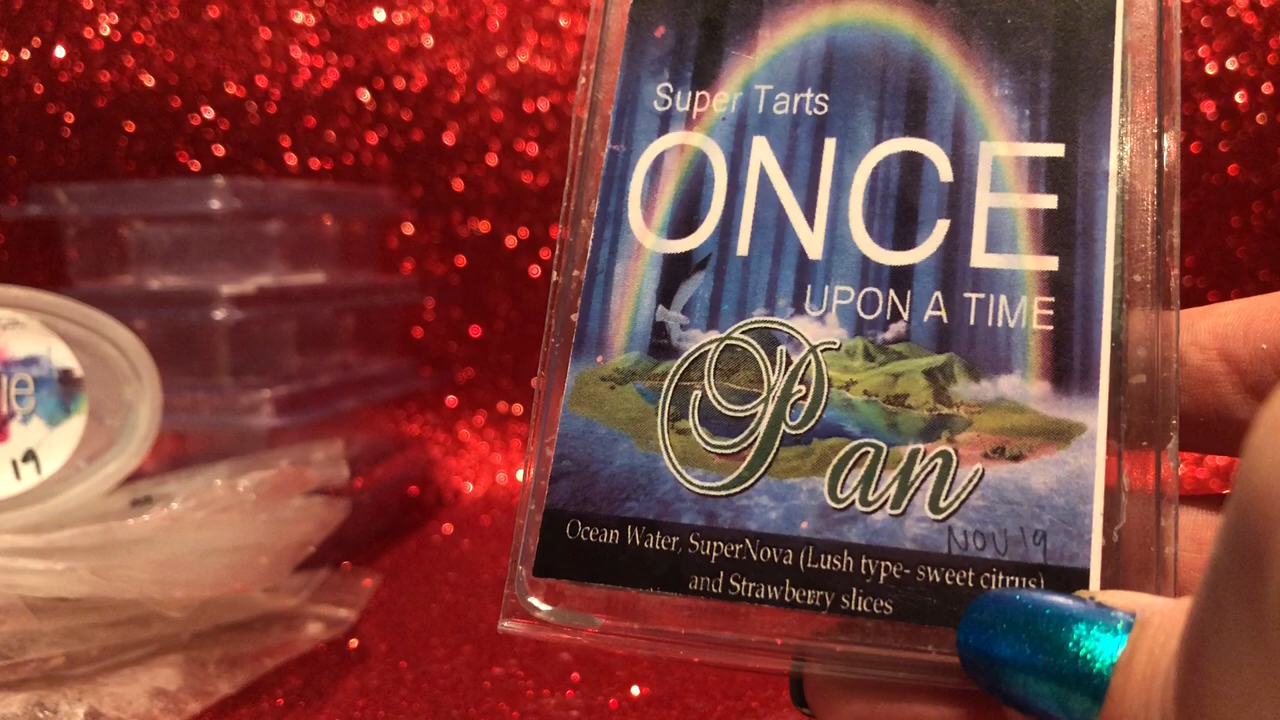 Super Tarts
ONCE
UPON A TIME
Pan
NOV 19
Ocean Water, SuperNova (Lush type- sweet citrus)
and Strawberry slices
19